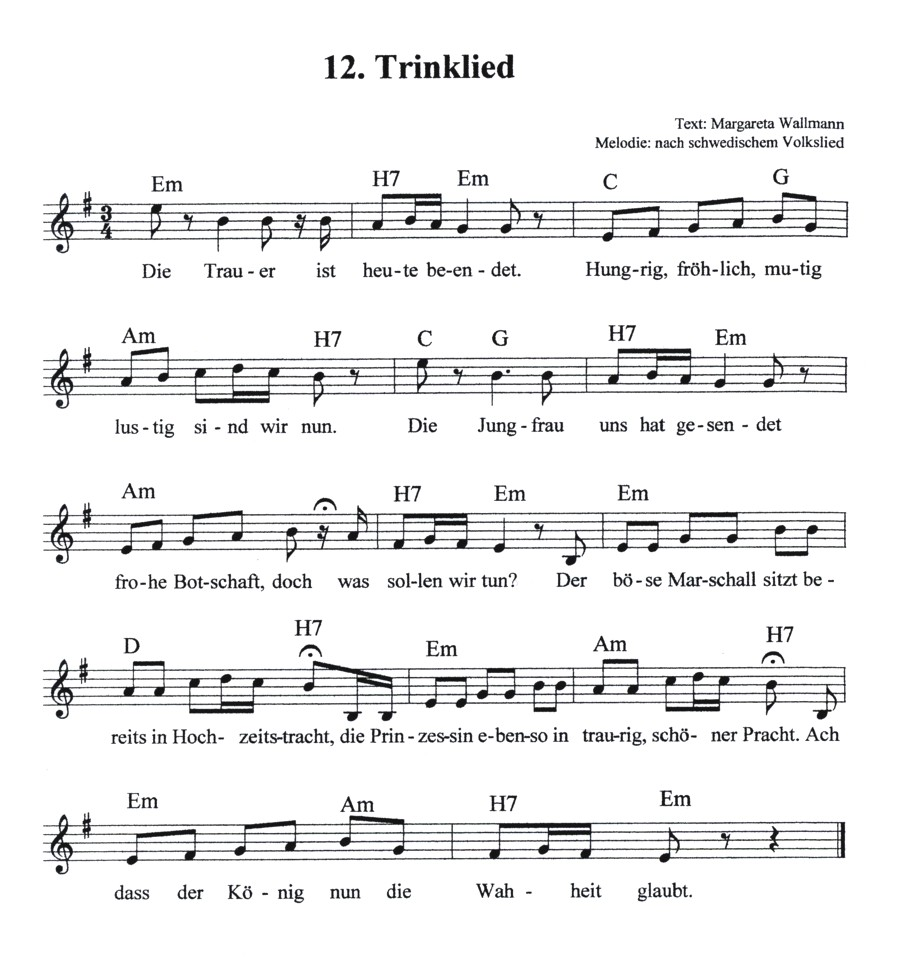 12. Trinklied
Text: Margareta Wallmann
Melodie: nach schwedischem Volkslied
Em H7 Em C G
3
4
Die Trau - er ist heu - te be - en - det. Hung - rig, fröh - lich, mu - tig
Am H7 C G H7 Em
lus - tig si - nd wir nun. Die Jung - frau uns hat ge - sen - det
Am H7 Em Em
fro - he Bot - schaft, doch was sol - len wir tun? Der bö - se Mar - schall sitzt be -
D H7 Em Am H7
reits in Hoch - zeits - tracht, die Prin - zes - sin e - ben - so in trau - rig, schö - ner Pracht. Ach
Em Am H7 Em
dass der Kö - nig nun die Wah - heit glaubt.